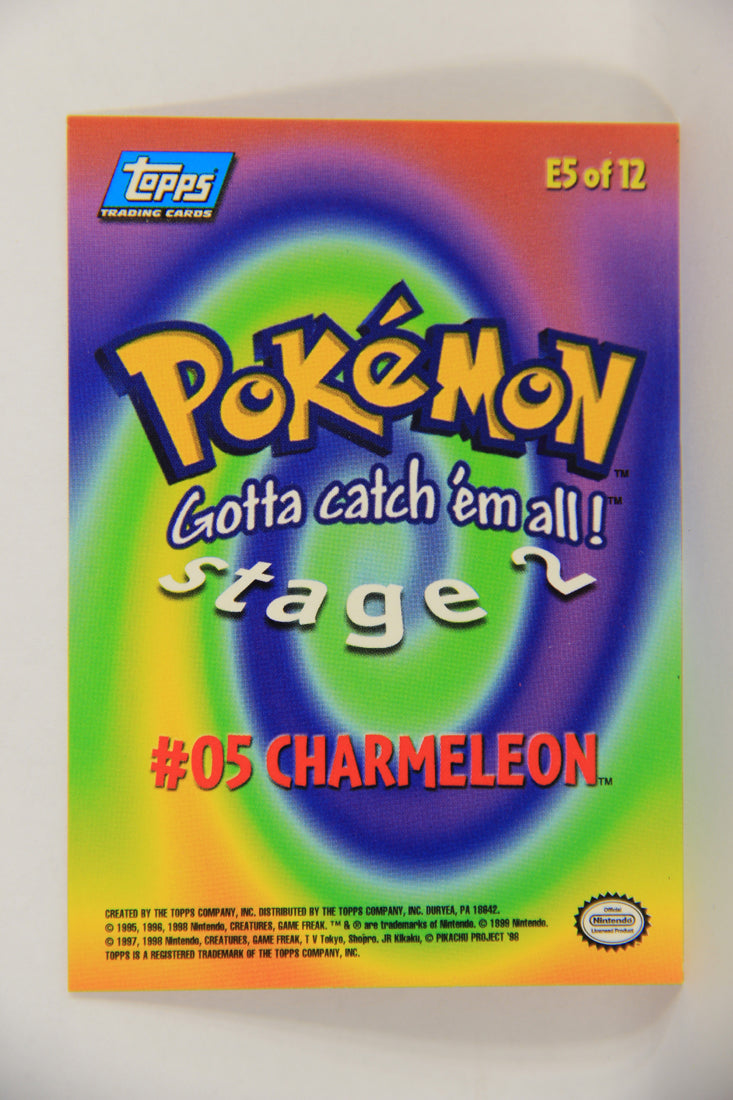 Topps
TRADING CARDS
E5 of 12
POKéMON™
Gotta catch 'em all!™
stage 2
#05 CHARMELEON™
CREATED BY THE TOPPS COMPANY, INC. DISTRIBUTED BY THE TOPPS COMPANY, INC. DURYEA, PA 18642.
© 1995, 1996, 1998 Nintendo, CREATURES, GAME FREAK. ™ & ® are trademarks of Nintendo. © 1999 Nintendo.
© 1997, 1998 Nintendo, CREATURES, GAME FREAK, T V Tokyo, Shopro. JR Kikaku, © PIKACHU PROJECT '98
TOPPS IS A REGISTERED TRADEMARK OF THE TOPPS COMPANY, INC.
Official
Nintendo
Licensed Product